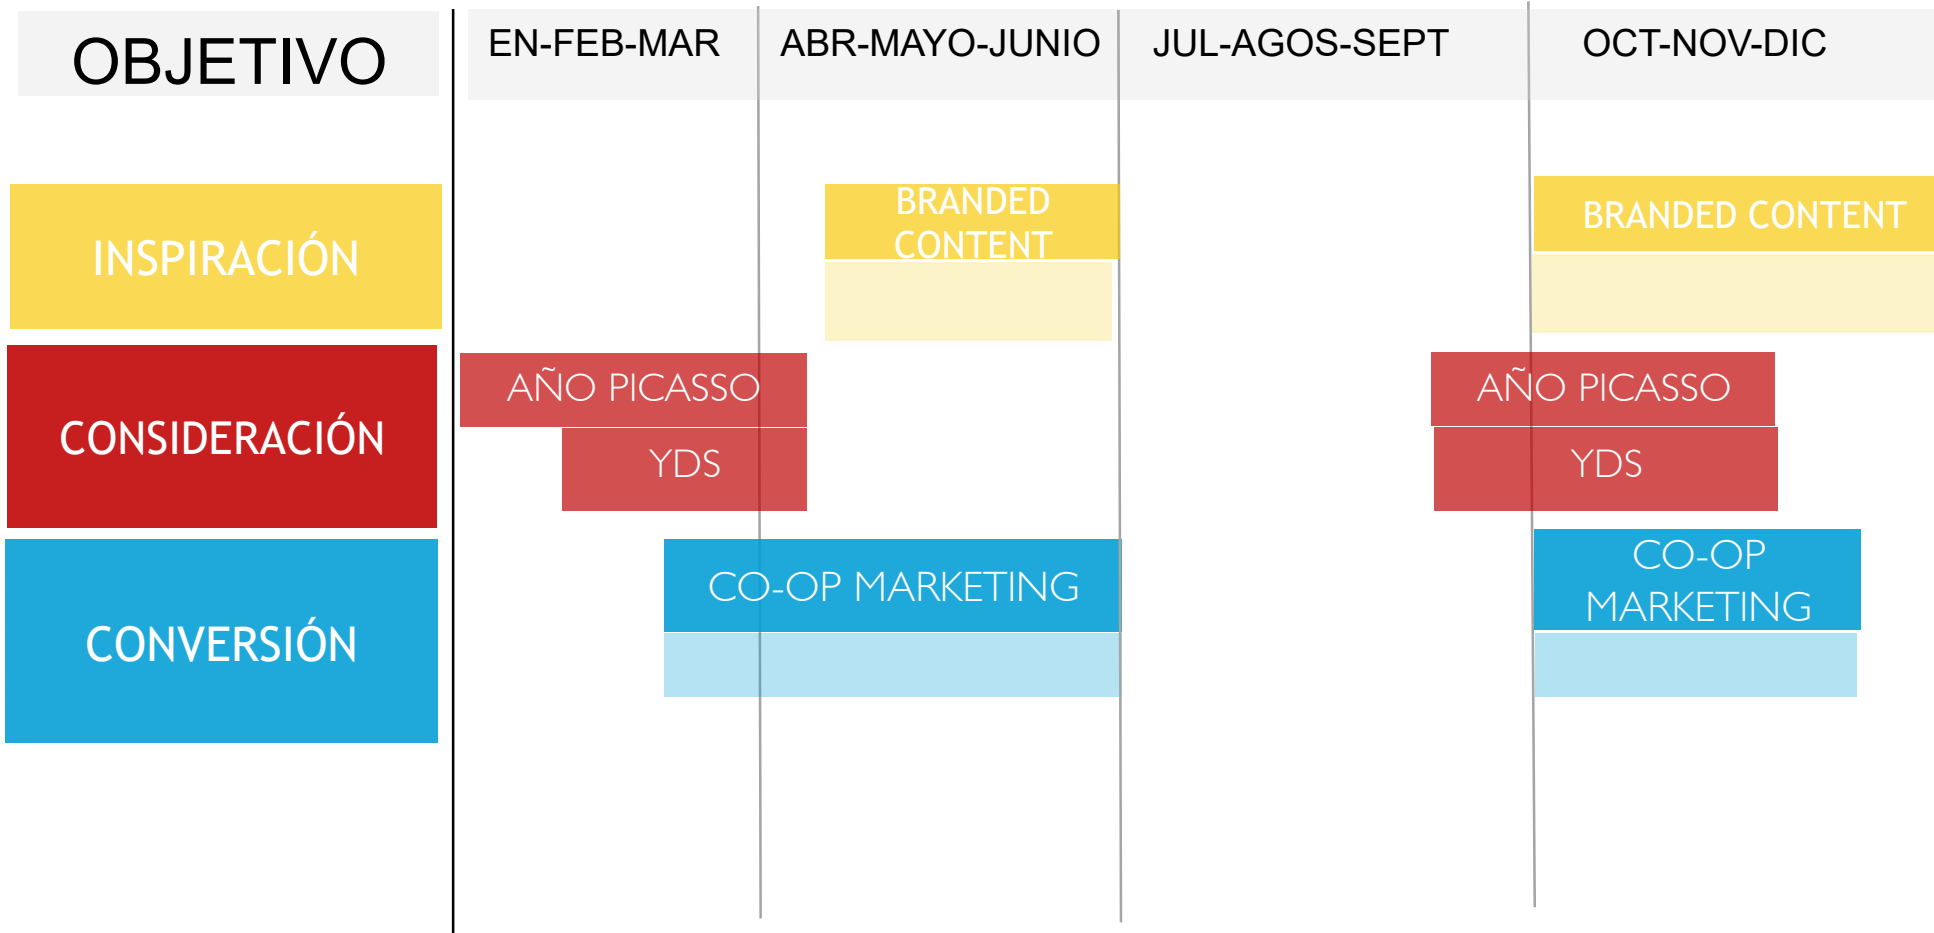 OBJETIVO
EN-FEB-MAR
ABR-MAYO-JUNIO
JUL-AGOS-SEPT
OCT-NOV-DIC
INSPIRACIÓN
BRANDED
CONTENT
BRANDED CONTENT
CONSIDERACIÓN
AÑO PICASSO
YDS
AÑO PICASSO
YDS
CONVERSIÓN
CO-OP MARKETING
CO-OP
MARKETING